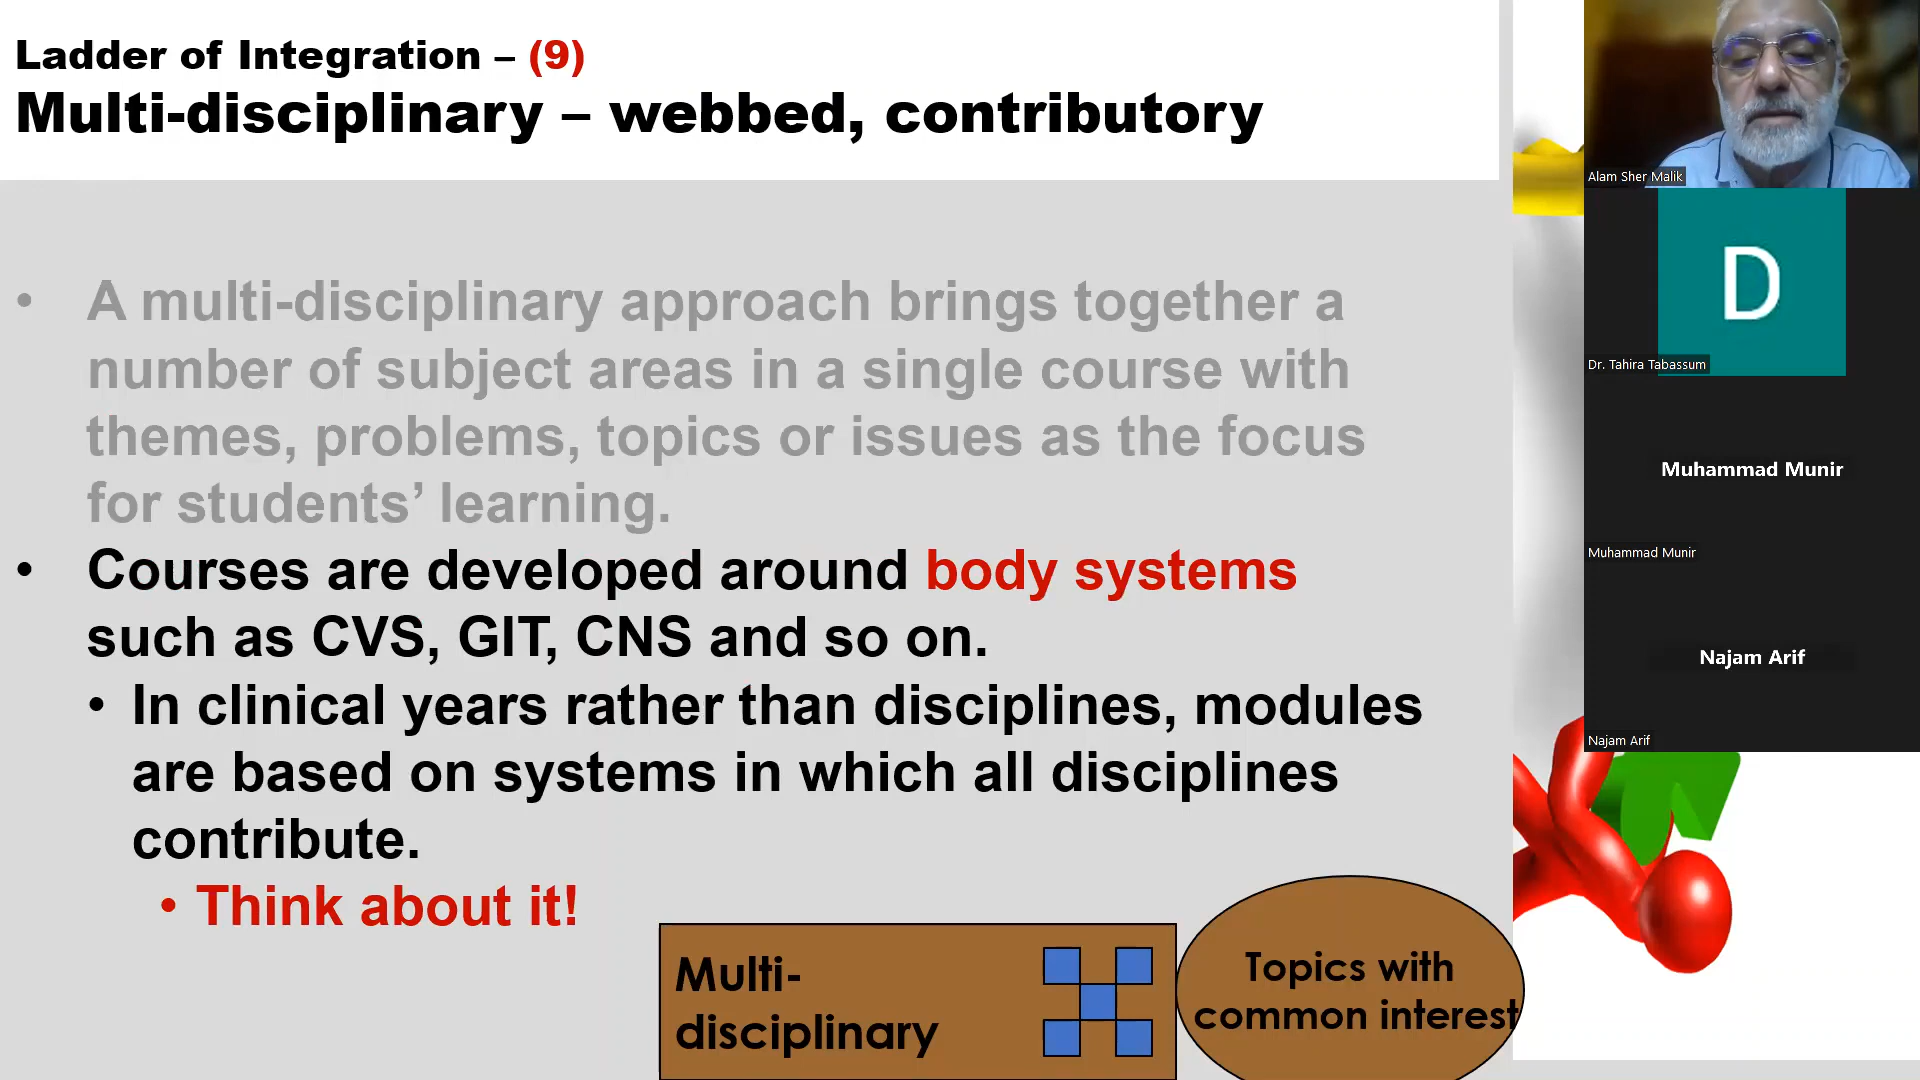 Ladder of Integration – (9)
Multi-disciplinary – webbed, contributory
• A multi-disciplinary approach brings together a
number of subject areas in a single course with
themes, problems, topics or issues as the focus
for students’ learning.
• Courses are developed around body systems
such as CVS, GIT, CNS and so on.
• In clinical years rather than disciplines, modules
are based on systems in which all disciplines
contribute.
• Think about it!
Multi-
disciplinary
Topics with
common interest
Alam Sher Malik
D
Dr. Tahira Tabassum
Muhammad Munir
Muhammad Munir
Najam Arif
Najam Arif